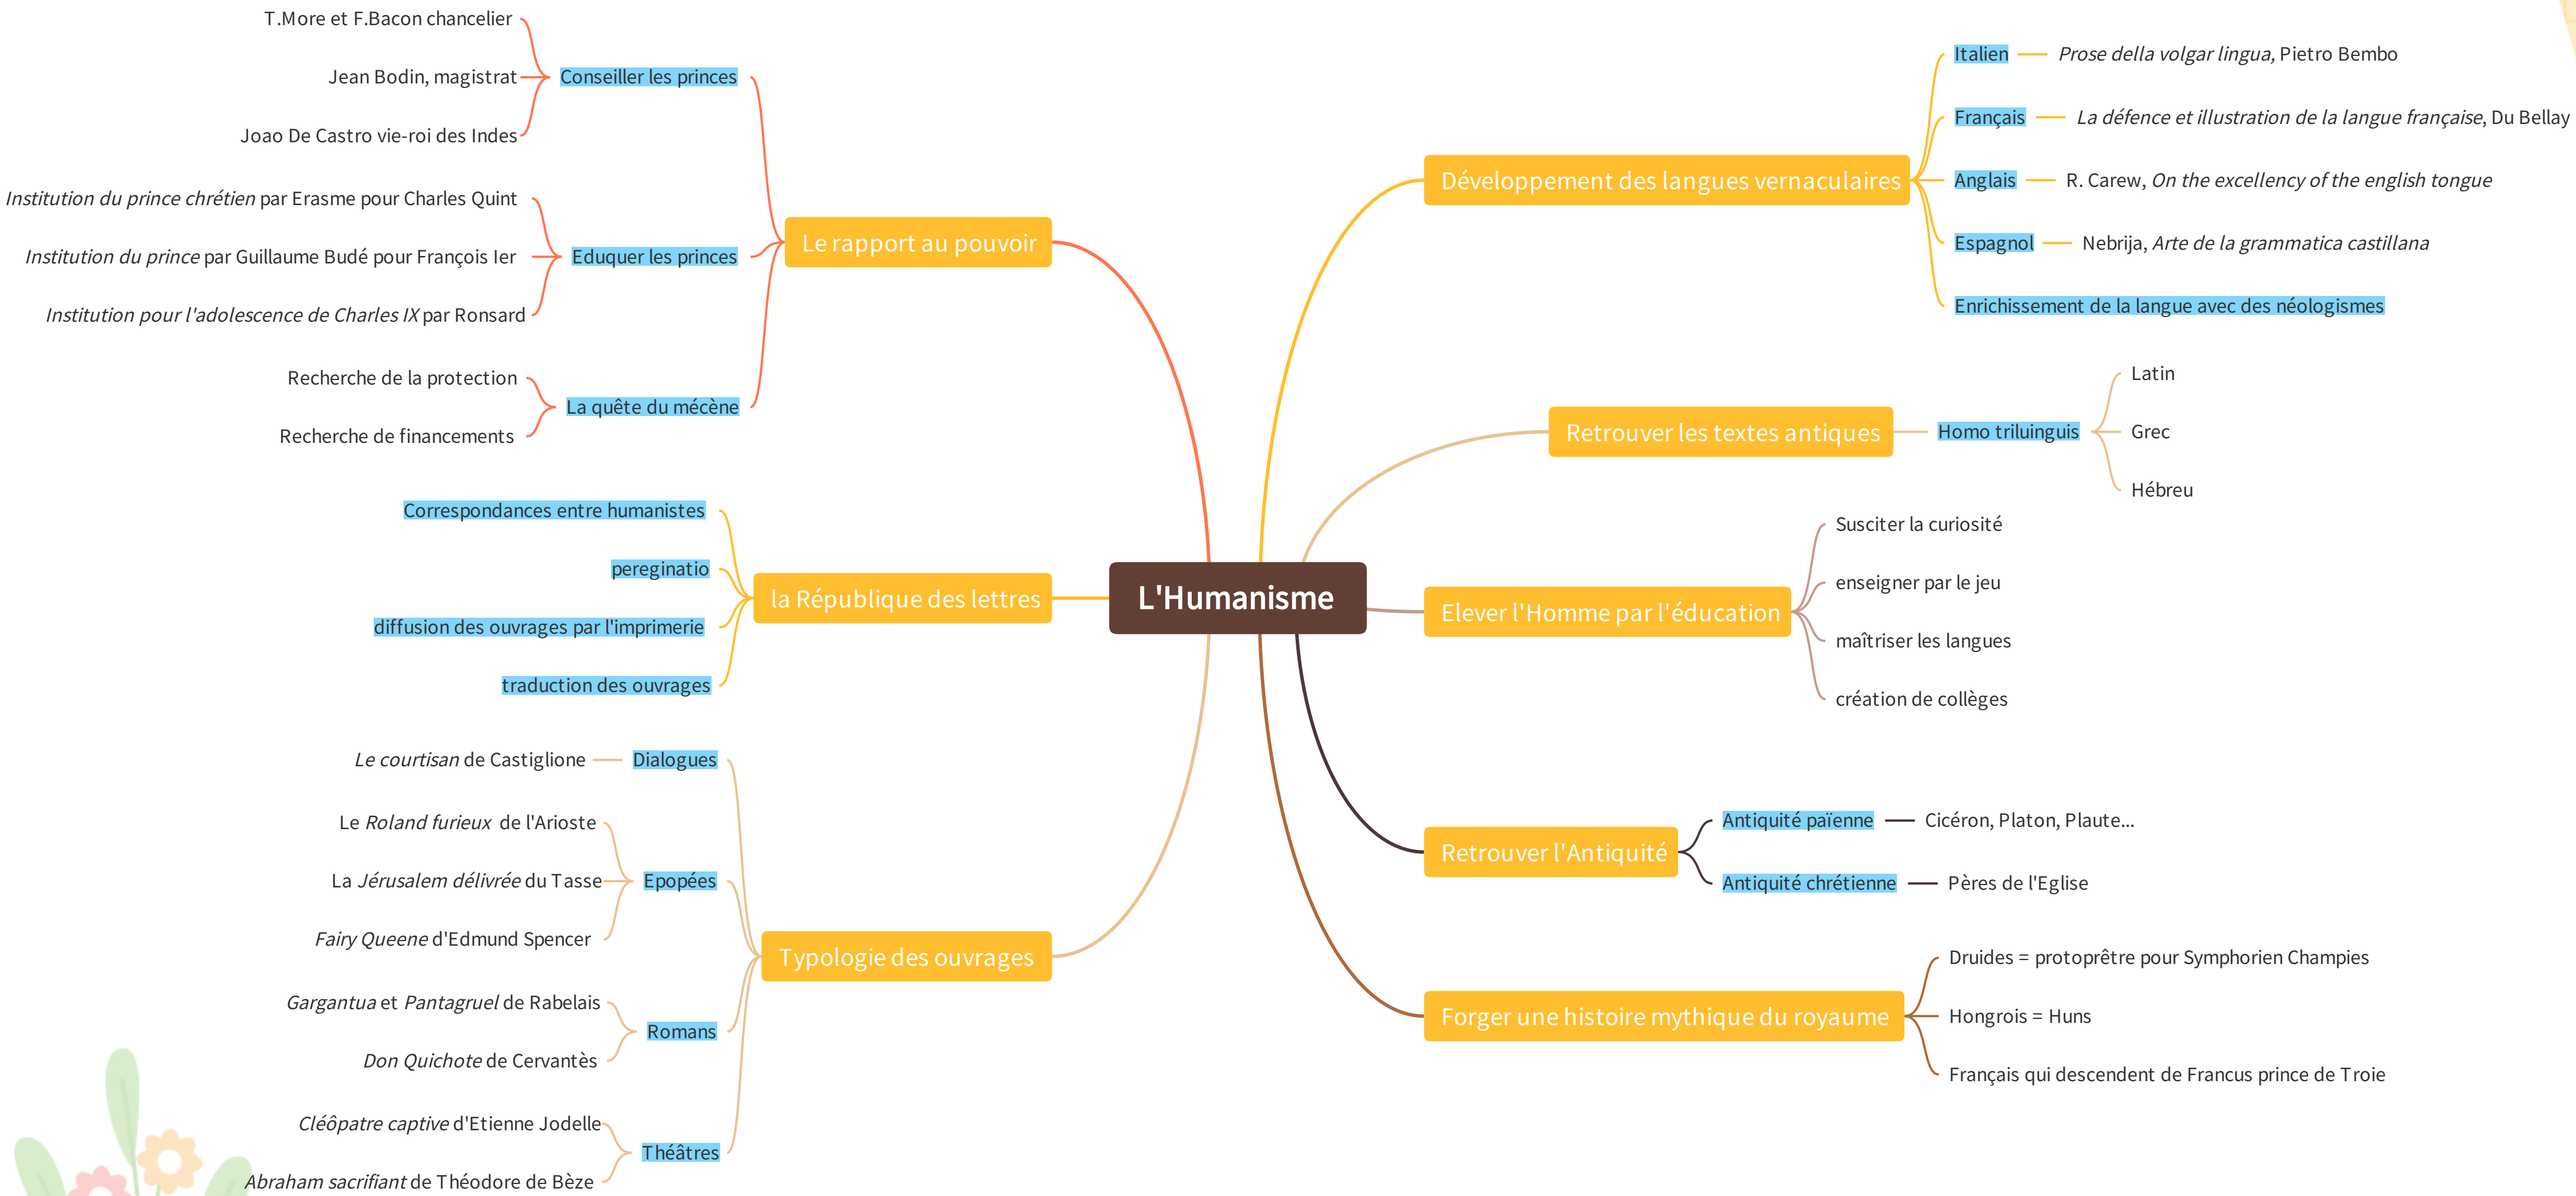 L'Humanisme
Le rapport au pouvoir
Conseiller les princes
T.More et F.Bacon chancelier
Jean Bodin, magistrat
Joao De Castro vie-roi des Indes
Eduquer les princes
Institution du prince chrétien par Erasme pour Charles Quint
Institution du prince par Guillaume Budé pour François Ier
Institution pour l'adolescence de Charles IX par Ronsard
La quête du mécène
Recherche de la protection
Recherche de financements
la République des lettres
Correspondances entre humanistes
pereginatio
diffusion des ouvrages par l'imprimerie
traduction des ouvrages
Typologie des ouvrages
Dialogues
Le courtisan de Castiglione
Epopées
Le Roland furieux de l'Arioste
La Jérusalem délivrée du Tasse
Fairy Queene d'Edmund Spencer
Romans
Gargantua et Pantagruel de Rabelais
Don Quichote de Cervantès
Théâtres
Cléôpatre captive d'Etienne Jodelle
Abraham sacrifiant de Théodore de Bèze
Développement des langues vernaculaires
Italien
Prose della volgar lingua, Pietro Bembo
Français
La défence et illustration de la langue française, Du Bellay
Anglais
R. Carew, On the excellency of the english tongue
Espagnol
Nebrija, Arte de la grammatica castillana
Enrichissement de la langue avec des néologismes
Retrouver les textes antiques
Homo triluinguis
Latin
Grec
Hébreu
Elever l'Homme par l'éducation
Susciter la curiosité
enseigner par le jeu
maîtriser les langues
création de collèges
Retrouver l'Antiquité
Antiquité païenne
Cicéron, Platon, Plaute...
Antiquité chrétienne
Pères de l'Eglise
Forger une histoire mythique du royaume
Druides = protoprêtre pour Symphorien Champies
Hongrois = Huns
Français qui descendent de Francus prince de Troie